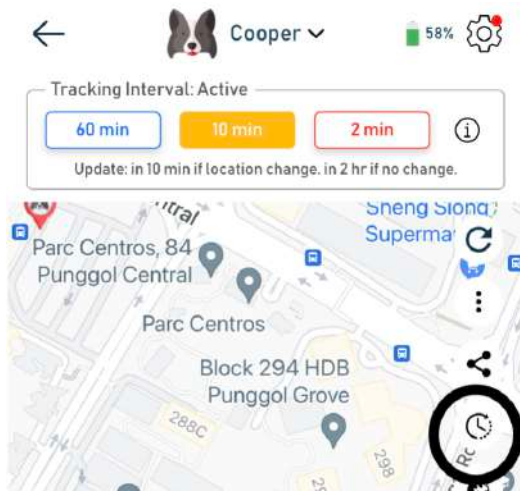 Cooper
58%
Tracking Interval: Active
60 min
10 min
2 min
Update: in 10 min if location change. in 2 hr if no change.
ntral
Sheng Siong
Superma
Parc Centros, 84
Punggol Central
Parc Centros
Block 294 HDB
Punggol Grove
288C
298
Ro